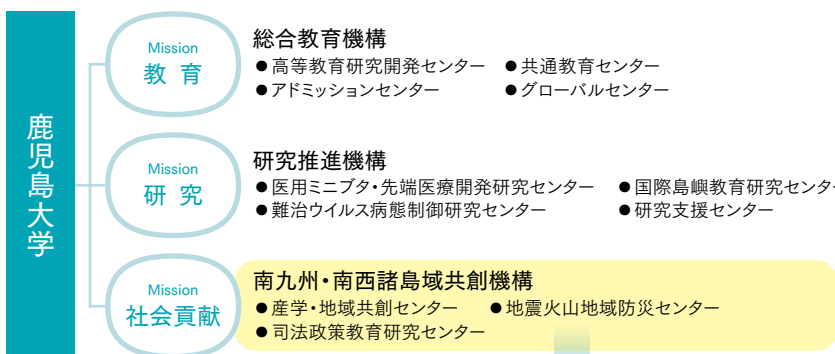 鹿児島大学
Mission
教育
総合教育機構
●高等教育研究開発センター ●共通教育センター
●アドミッションセンター ●グローバルセンター
Mission
研究
研究推進機構
●医用ミニブタ・先端医療開発研究センター ●国際島嶼教育研究センター
●難治ウイルス病態制御研究センター ●研究支援センター
Mission
社会貢献
南九州・南西諸島域共創機構
●産学・地域共創センター ●地震火山地域防災センター
●司法政策教育研究センター